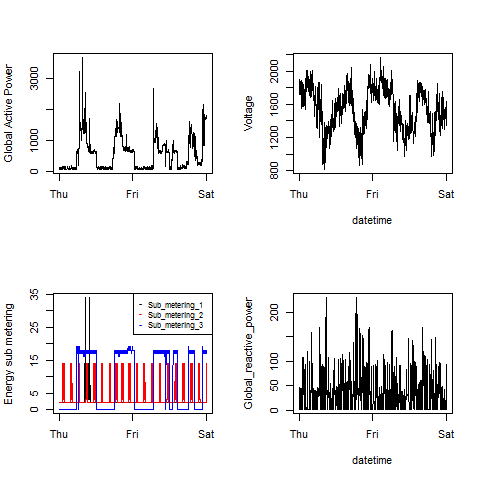 Global Active Power
3000
1000
0
Thu
Fri
Sat
Voltage
2000
1600
1200
800
Thu
Fri
Sat
datetime
Energy sub metering
35
25
15
5
0
Sub_metering_1
Sub_metering_2
Sub_metering_3
Thu
Fri
Sat
Global_reactive_power
200
100
50
0
Thu
Fri
Sat
datetime